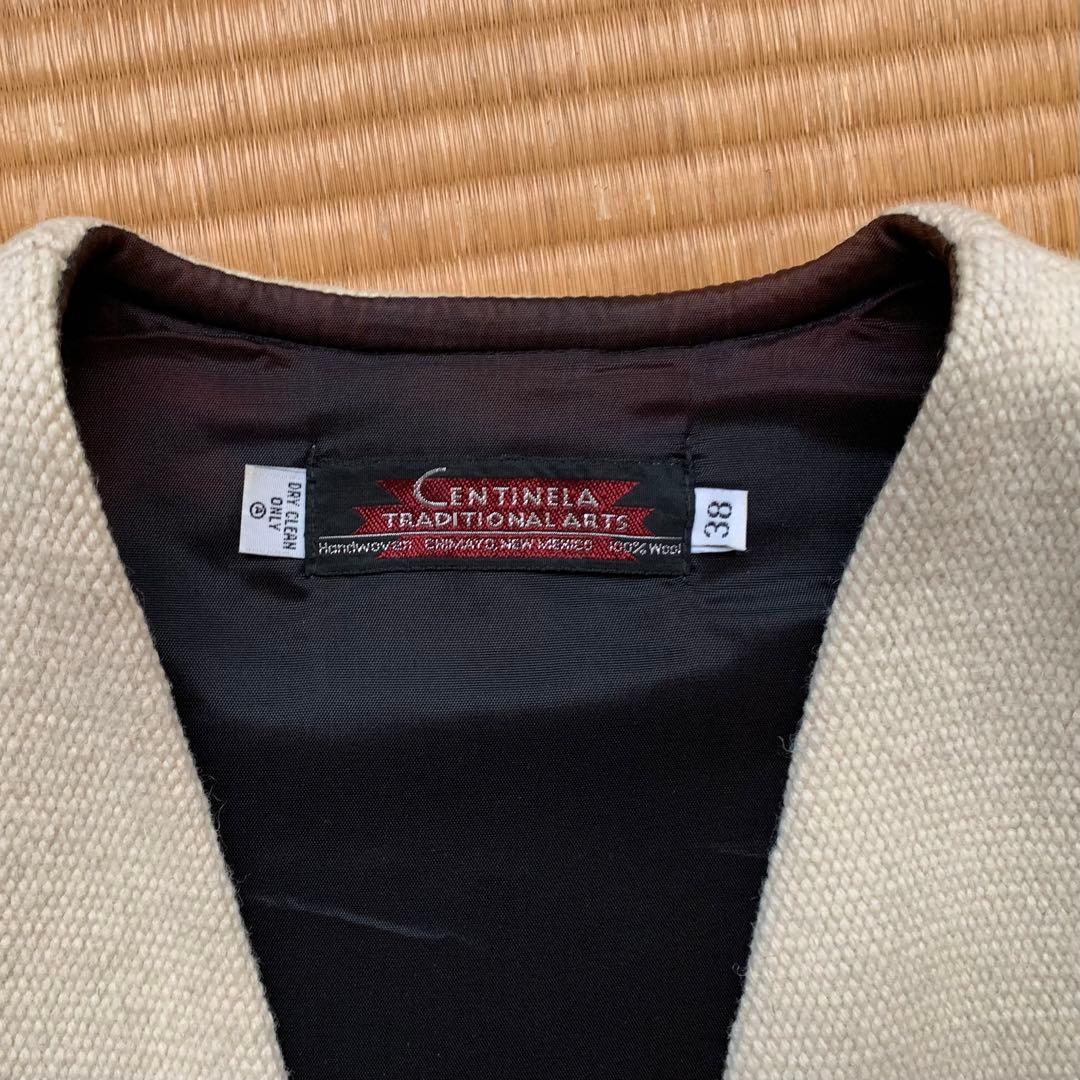 CENTINELA
TRADITIONAL ARTS
Handwoven CHIMAYO, NEW MEXICO 100% Wool
DRY CLEAN
ONLY
Ⓐ
38